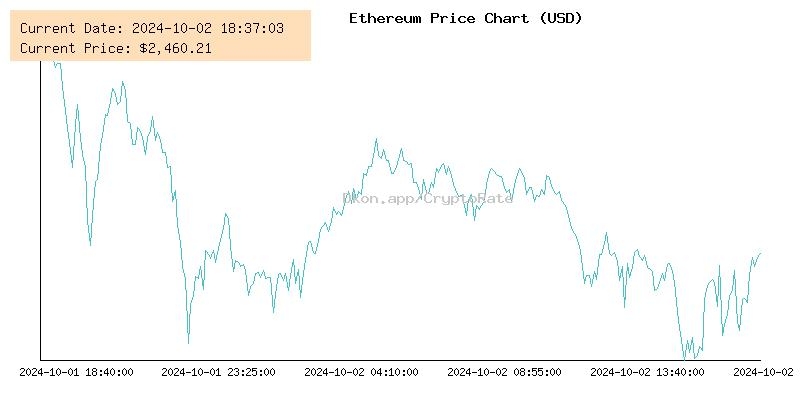 Ethereum Price Chart (USD)
Current Date: 2024-10-02 18:37:03
Current Price: $2,460.21
Dkon.app/CryptoRate
2024-10-01 18:40:00 2024-10-01 23:25:00 2024-10-02 04:10:00 2024-10-02 08:55:00 2024-10-02 13:40:00 2024-10-02